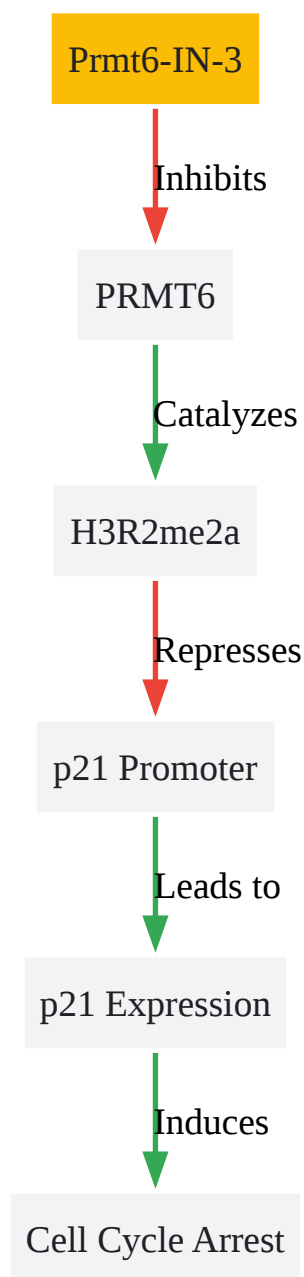 Prmt6-IN-3
Inhibits
PRMT6
Catalyzes
H3R2me2a
Represses
p21 Promoter
Leads to
p21 Expression
Induces
Cell Cycle Arrest